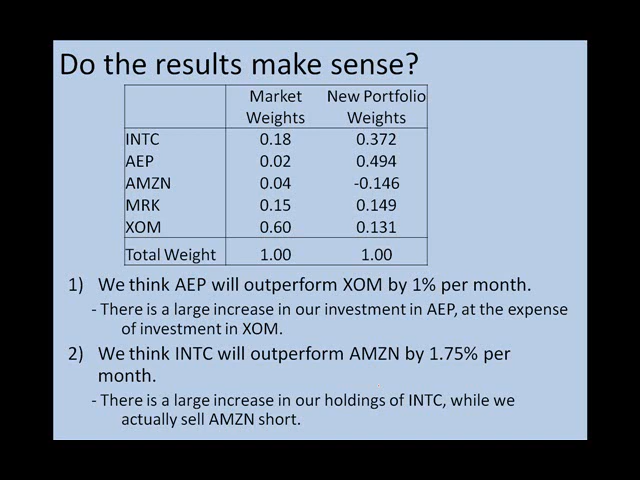 Do the results make sense?
Market Weights New Portfolio Weights
INTC 0.18 0.372
AEP 0.02 0.494
AMZN 0.04 -0.146
MRK 0.15 0.149
XOM 0.60 0.131
Total Weight 1.00 1.00
1) We think AEP will outperform XOM by 1% per month.
- There is a large increase in our investment in AEP, at the expense
of investment in XOM.
2) We think INTC will outperform AMZN by 1.75% per
month.
- There is a large increase in our holdings of INTC, while we
actually sell AMZN short.